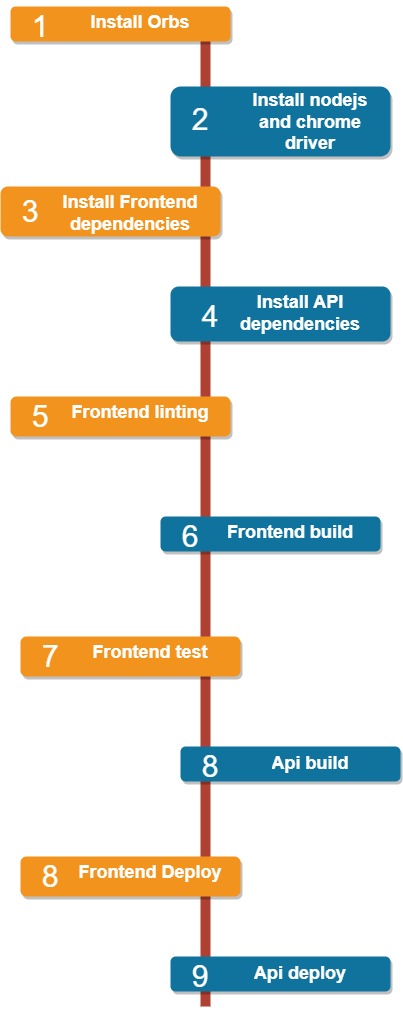 1 Install Orbs
2 Install nodejs
and chrome
driver
3 Install Frontend
dependencies
4 Install API
dependencies
5 Frontend linting
6 Frontend build
7 Frontend test
8 Api build
8 Frontend Deploy
9 Api deploy